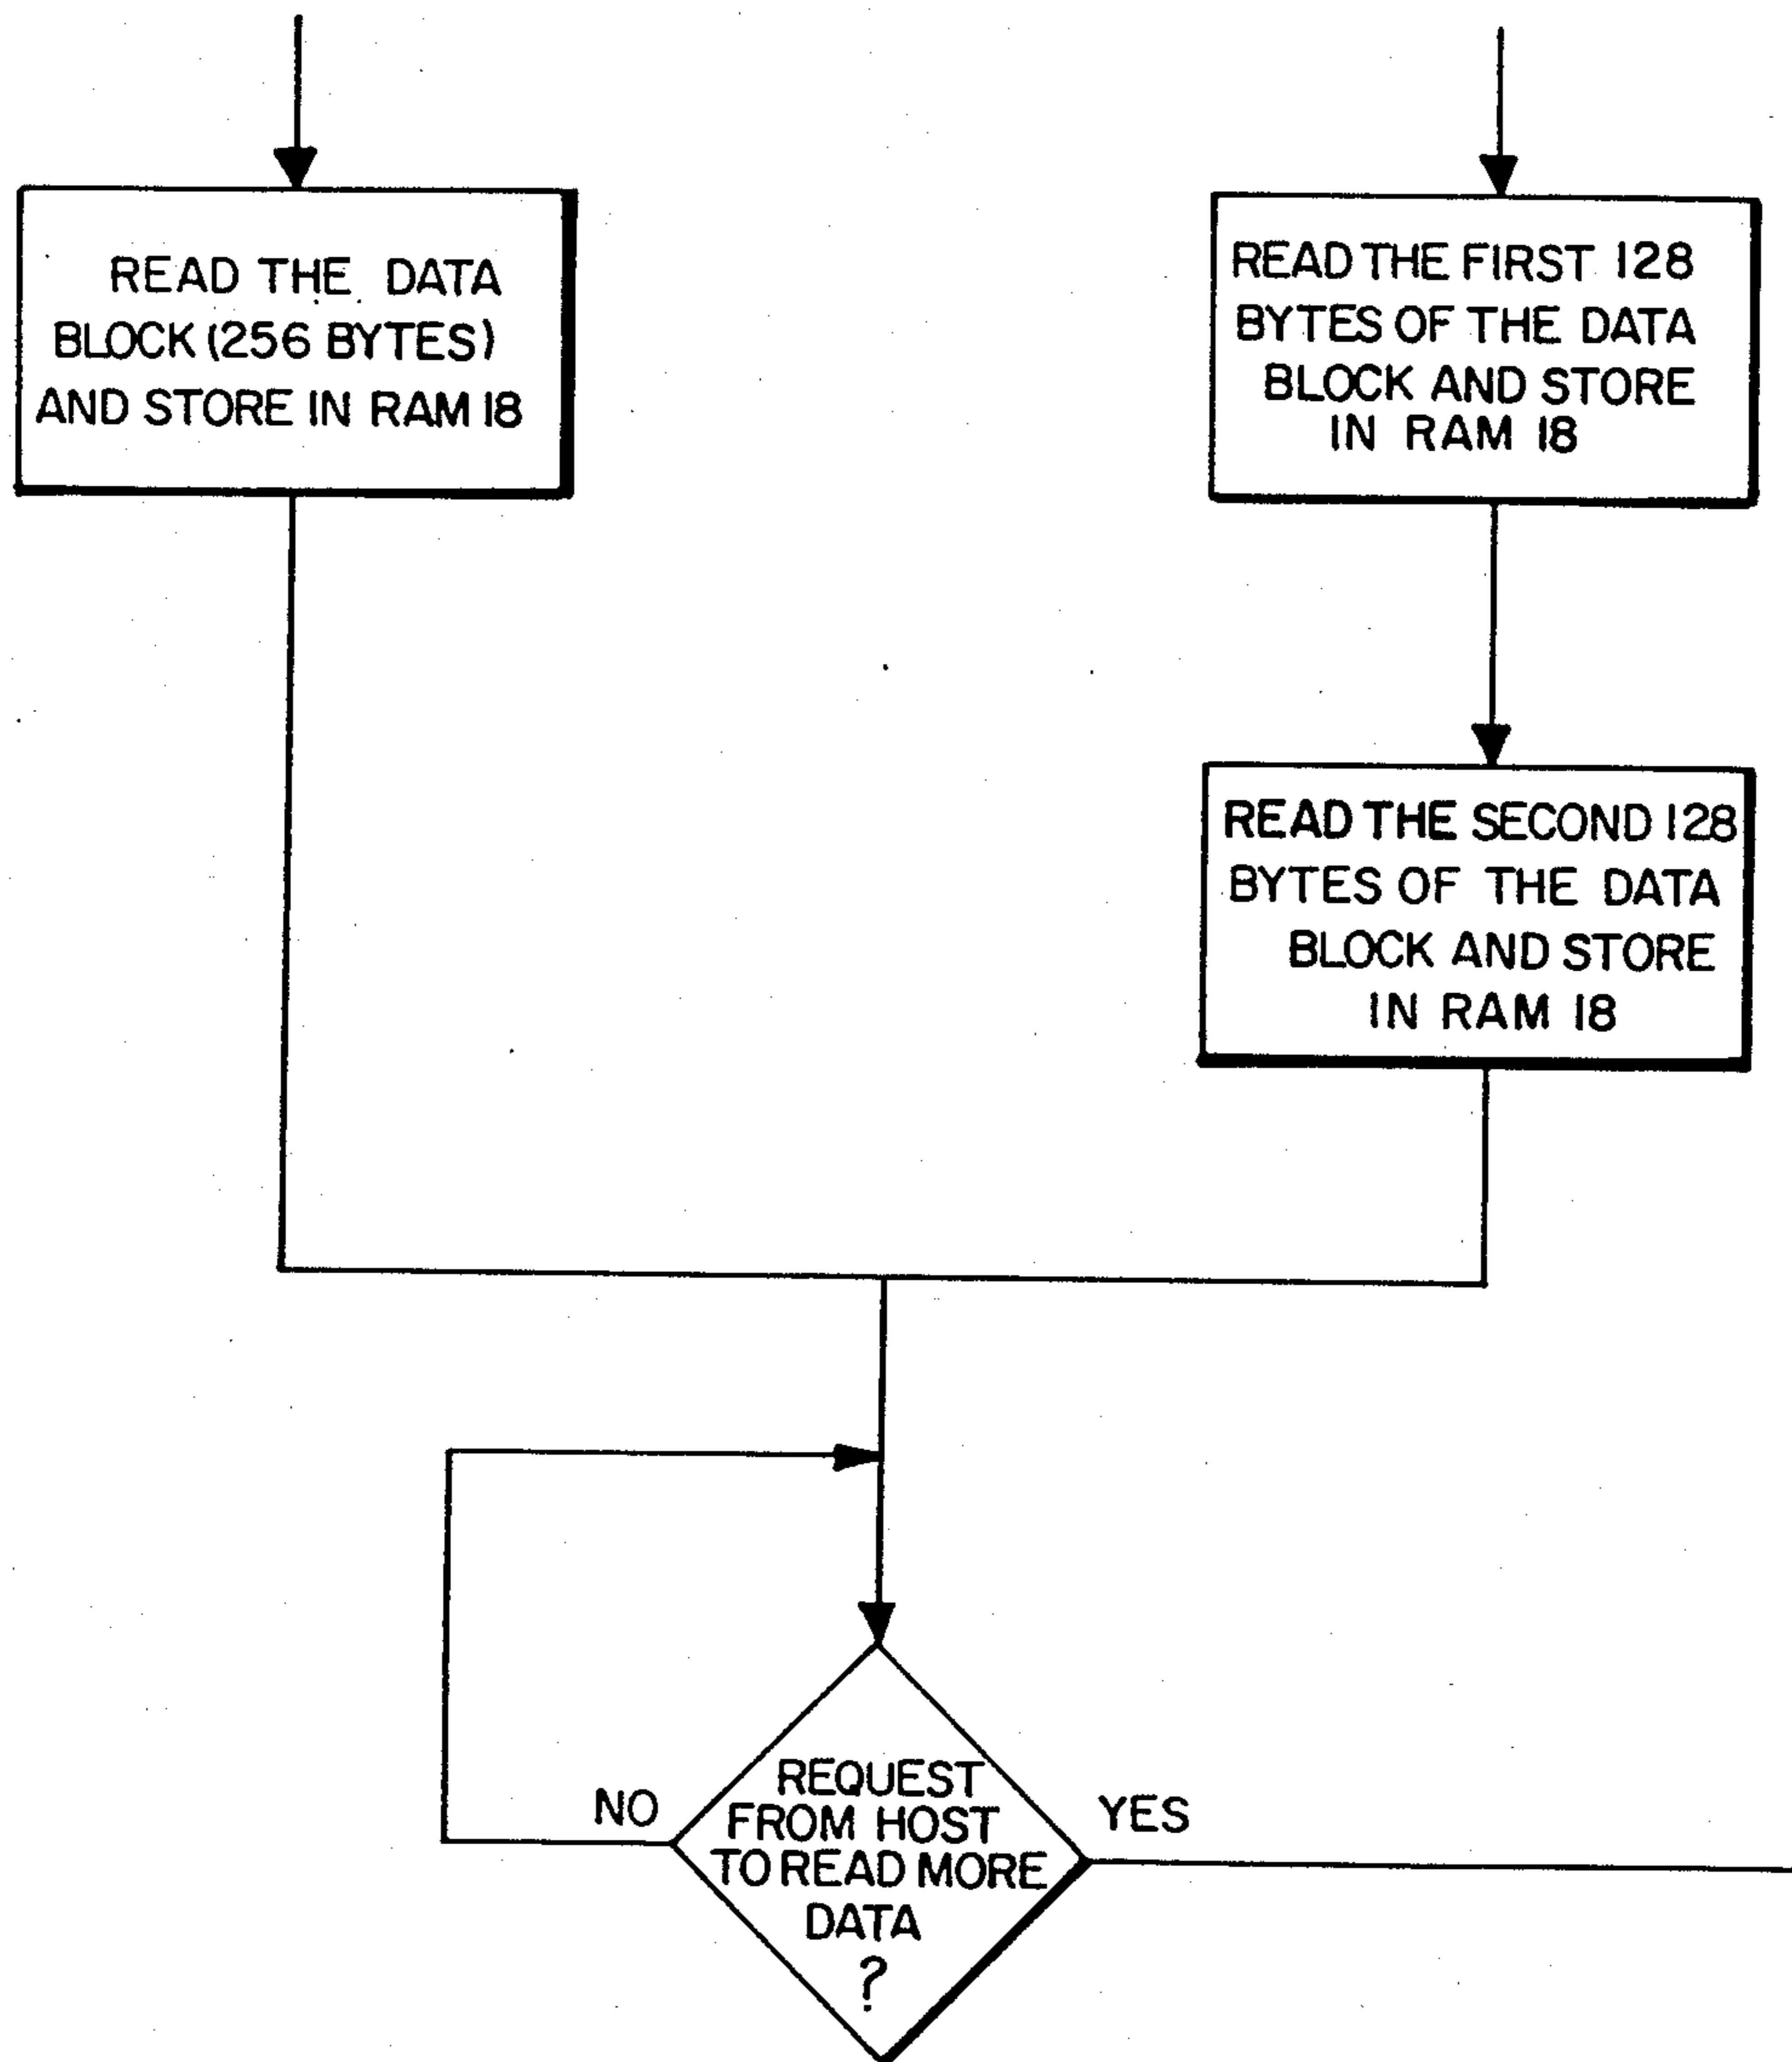 READ THE DATA
BLOCK (256 BYTES)
AND STORE IN RAM 18
READ THE FIRST 128
BYTES OF THE DATA
BLOCK AND STORE
IN RAM 18
READ THE SECOND 128
BYTES OF THE DATA
BLOCK AND STORE
IN RAM 18
NO
REQUEST
FROM HOST
TO READ MORE
DATA
?
YES